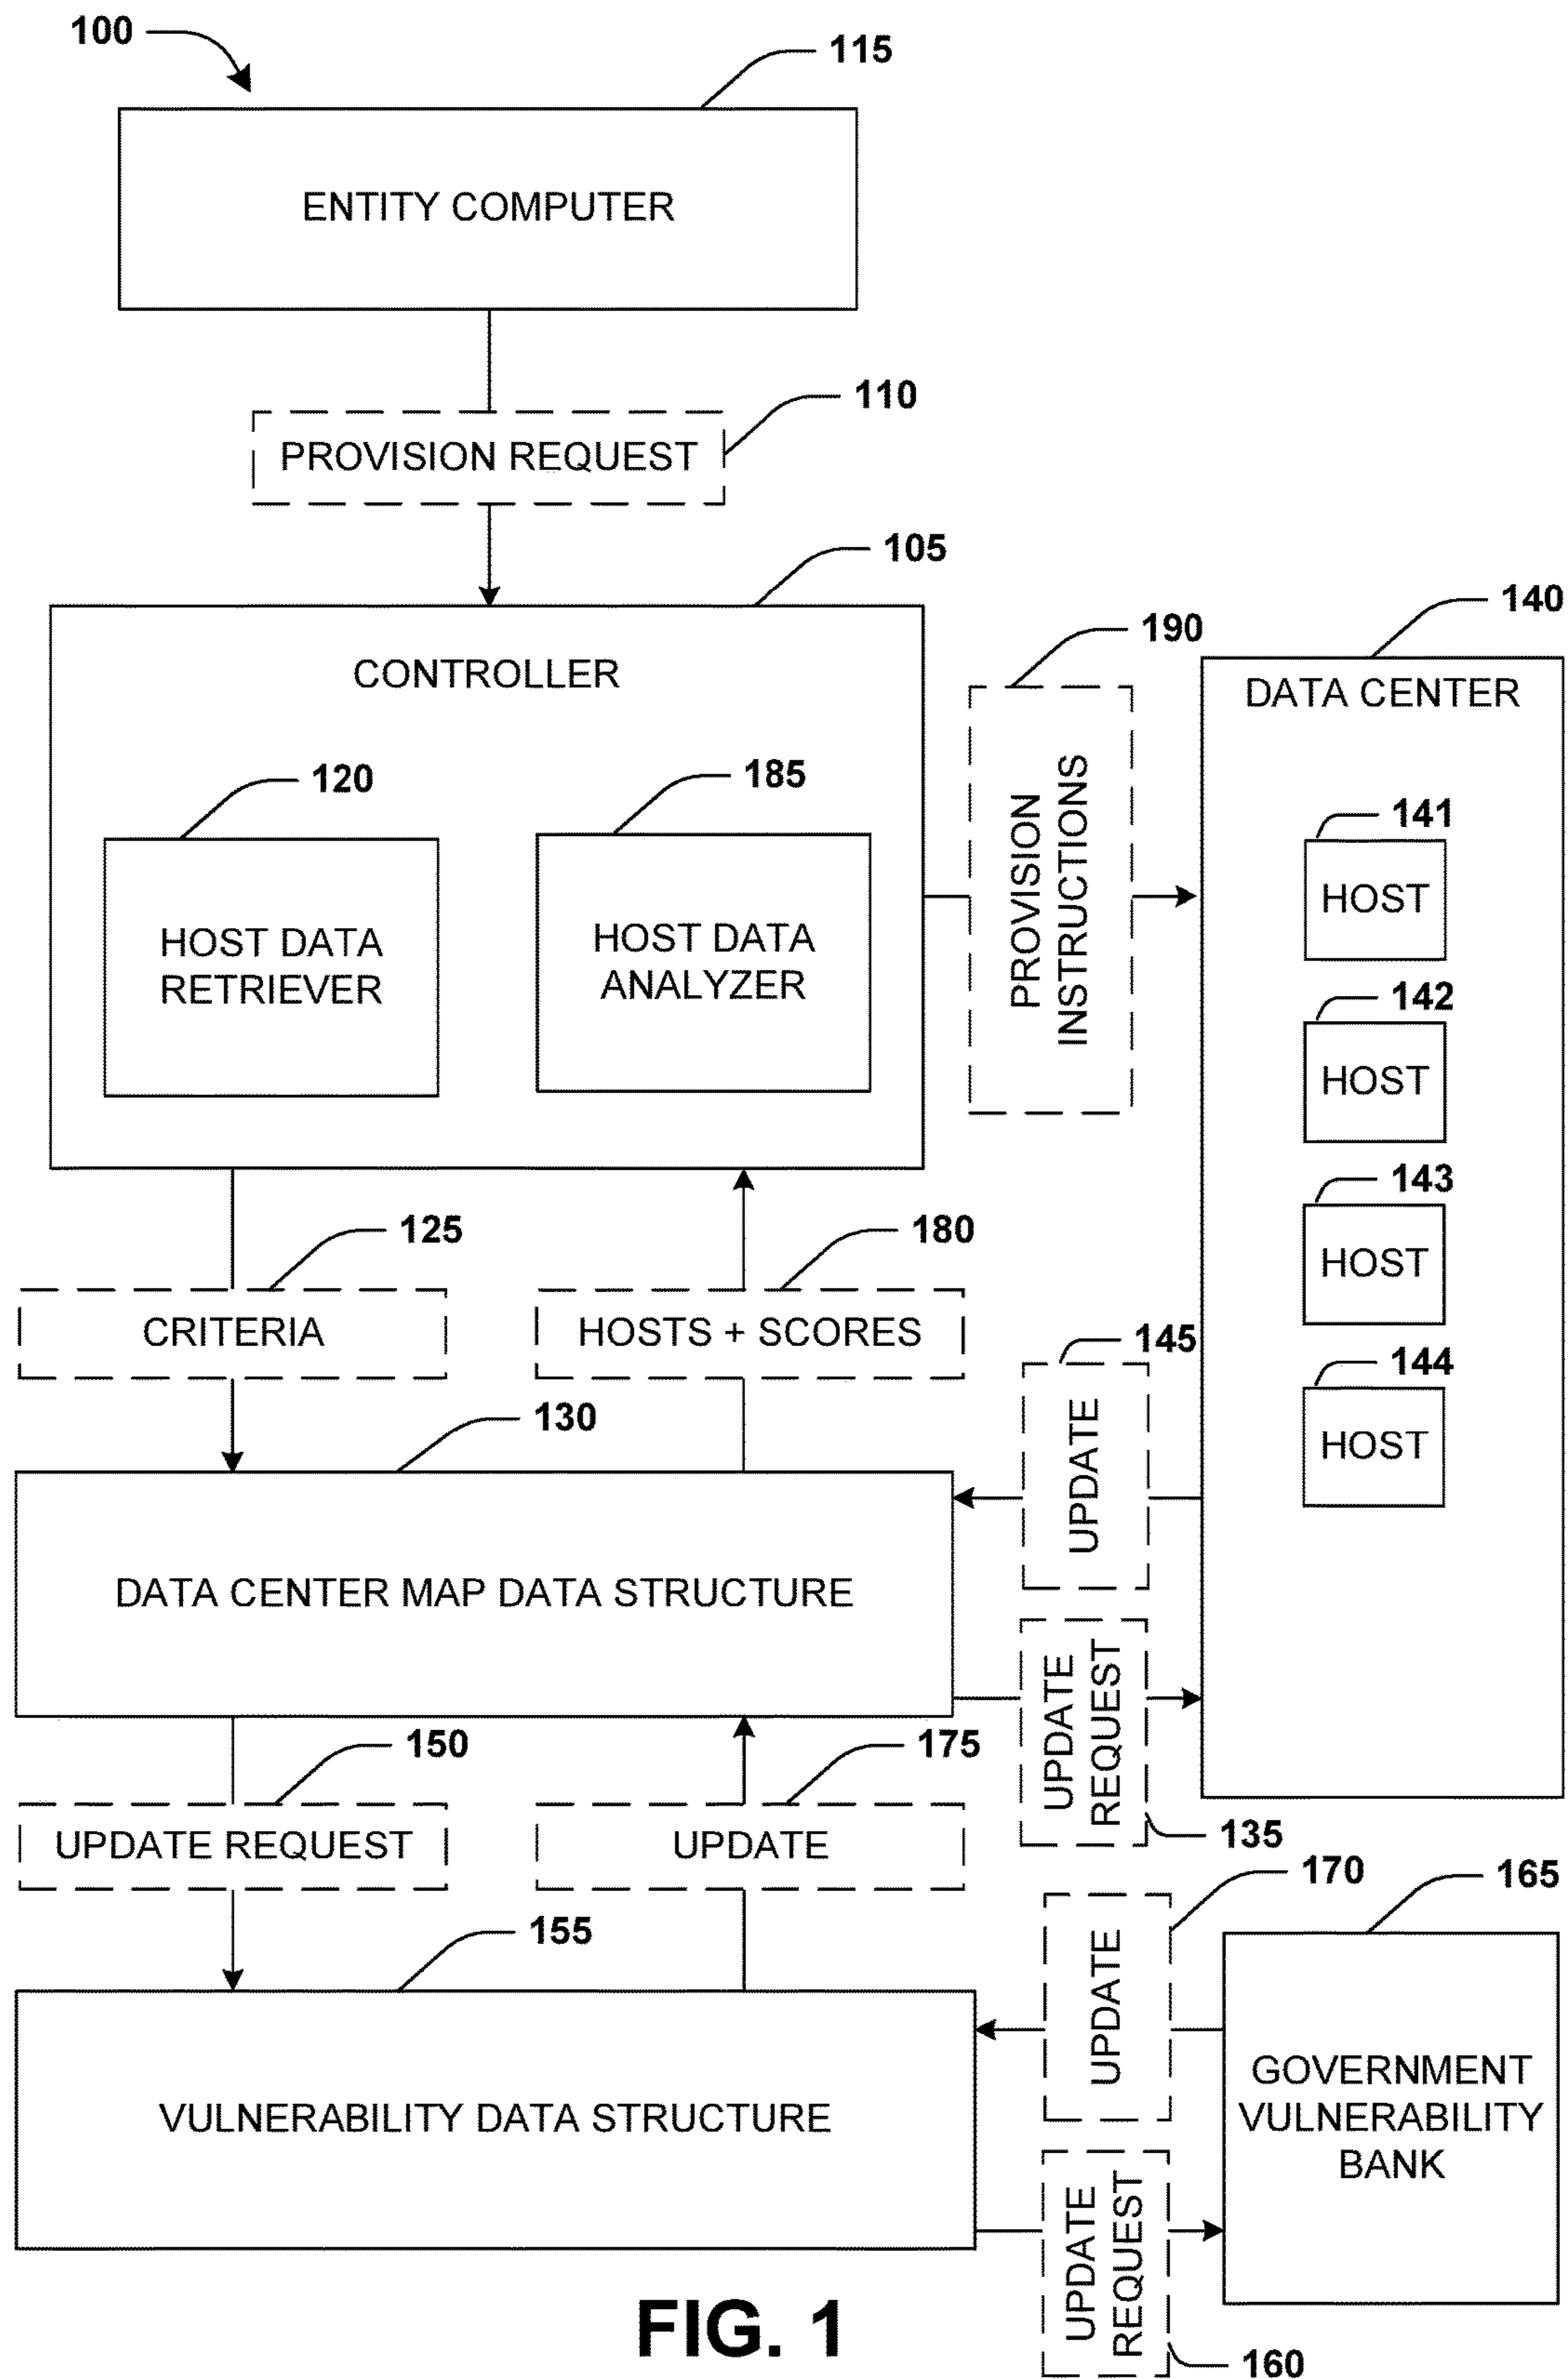 100
115
ENTITY COMPUTER
110
PROVISION REQUEST
105
CONTROLLER
120
HOST DATA
RETRIEVER
185
HOST DATA
ANALYZER
190
PROVISION
INSTRUCTIONS
140
DATA CENTER
141
HOST
142
HOST
143
HOST
144
HOST
125
CRITERIA
180
HOSTS + SCORES
145
UPDATE
130
DATA CENTER MAP DATA STRUCTURE
UPDATE
REQUEST
135
150
UPDATE REQUEST
175
UPDATE
170
UPDATE
165
GOVERNMENT
VULNERABILITY
BANK
155
VULNERABILITY DATA STRUCTURE
UPDATE
REQUEST
160
FIG. 1